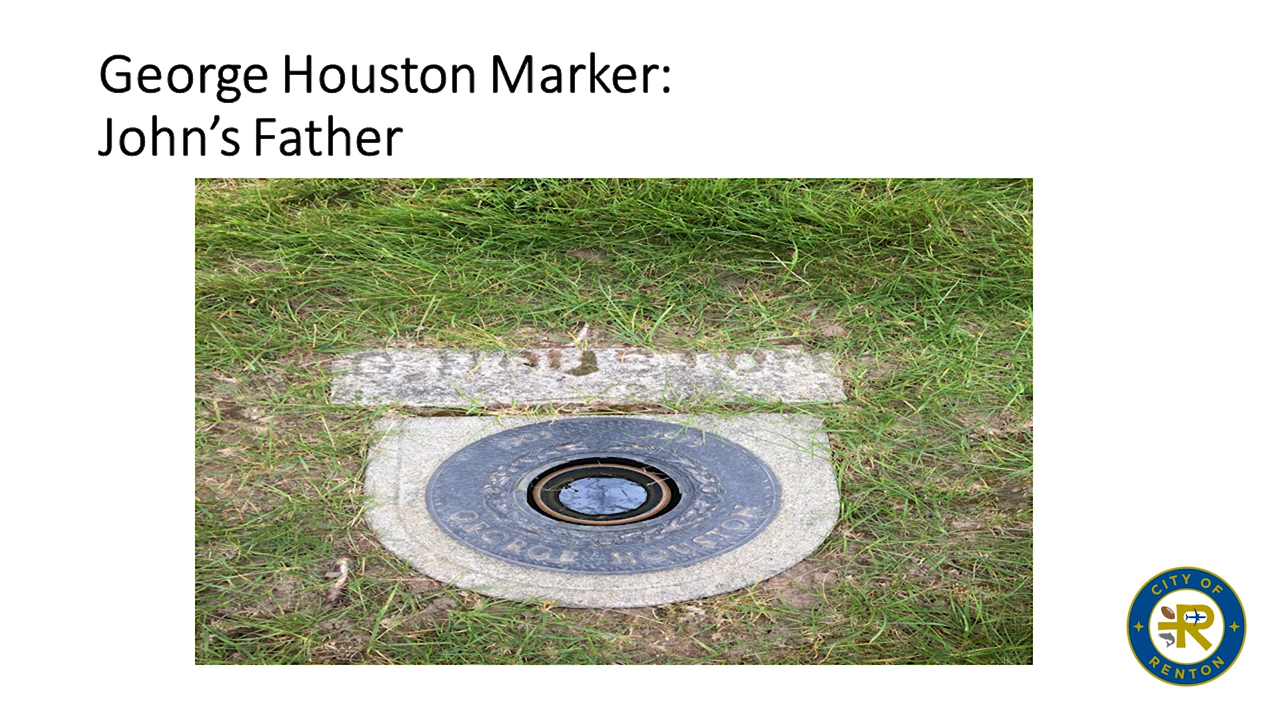 George Houston Marker:
John’s Father
GEORGE HOUSTON
CITY OF
R
RENTON